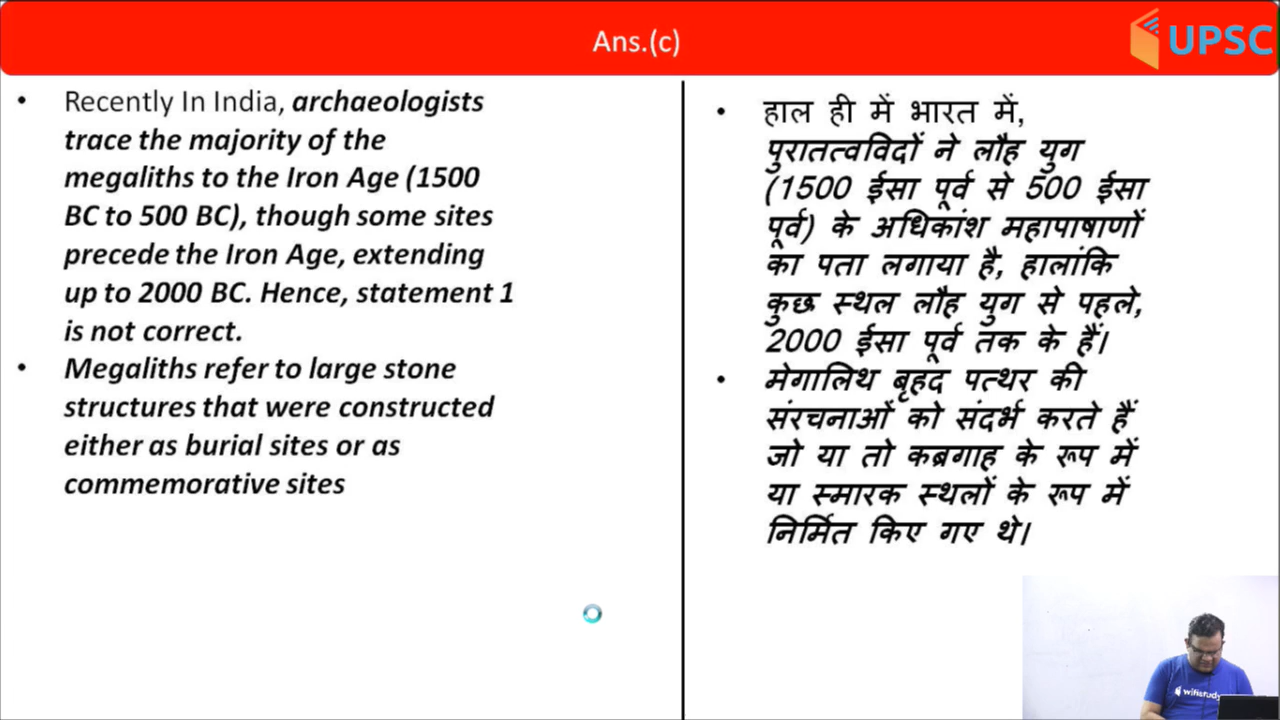 Ans.(c)
UPSC
• Recently In India, archaeologists
trace the majority of the
megaliths to the Iron Age (1500
BC to 500 BC), though some sites
precede the Iron Age, extending
up to 2000 BC. Hence, statement 1
is not correct.
• Megaliths refer to large stone
structures that were constructed
either as burial sites or as
commemorative sites
• हाल ही में भारत में,
पुरातत्वविदों ने लौह युग
(1500 ईसा पूर्व से 500 ईसा
पूर्व) के अधिकांश महापाषाणों
का पता लगाया है, हालांकि
कुछ स्थल लौह युग से पहले,
2000 ईसा पूर्व तक के हैं।
• मेगालिथ बृहद पत्थर की
संरचनाओं को संदर्भ करते हैं
जो या तो कब्रगाह के रूप में
या स्मारक स्थलों के रूप में
निर्मित किए गए थे।
wifistudy